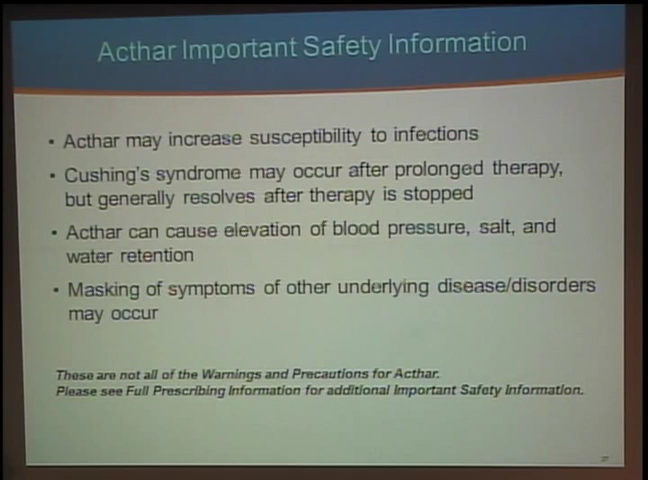 Acthar Important Safety Information
• Acthar may increase susceptibility to infections
• Cushing's syndrome may occur after prolonged therapy,
but generally resolves after therapy is stopped
• Acthar can cause elevation of blood pressure, salt, and
water retention
• Masking of symptoms of other underlying disease/disorders
may occur
These are not all of the Warnings and Precautions for Acthar.
Please see Full Prescribing Information for additional Important Safety Information.